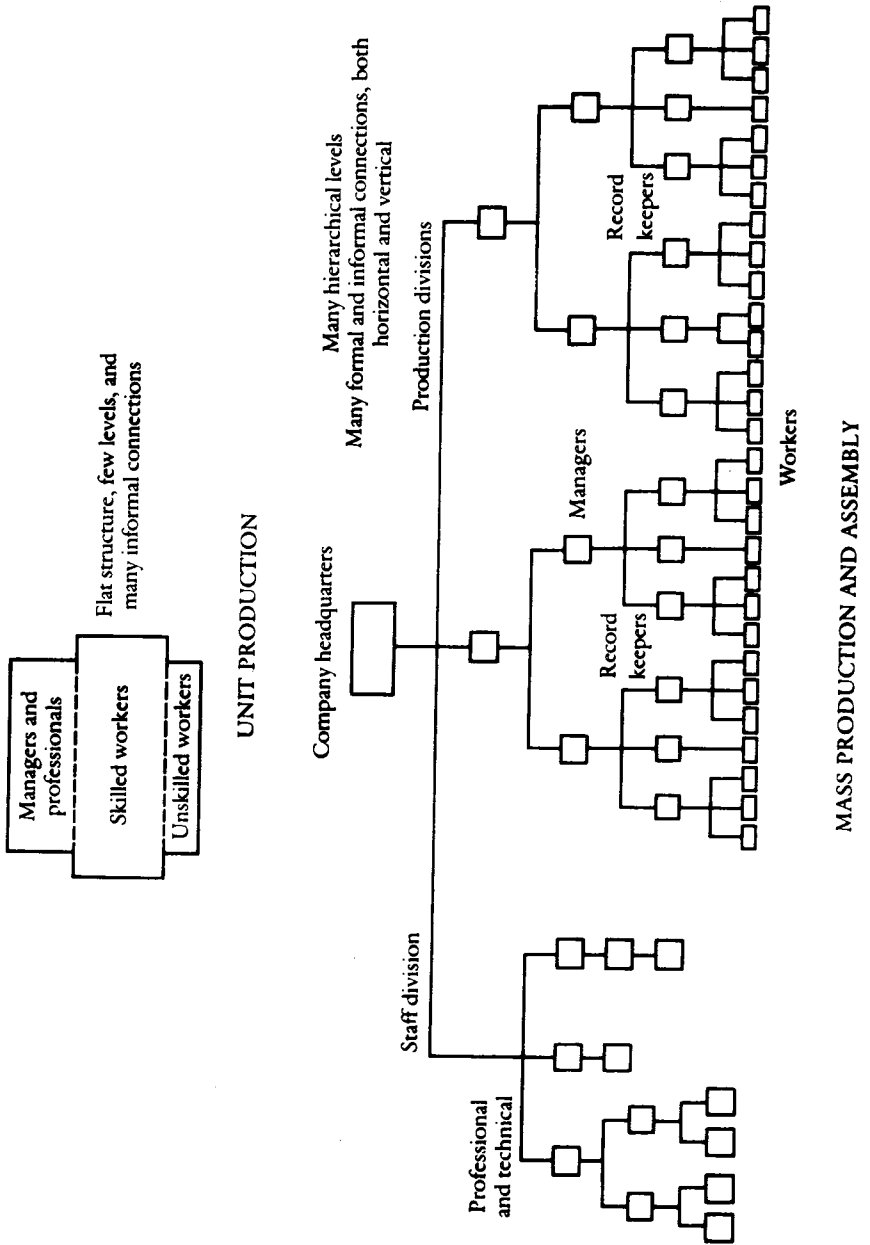 Managers and
professionals
Skilled workers
Unskilled workers
Flat structure, few levels, and
many informal connections
UNIT PRODUCTION
Company headquarters
Many hierarchical levels
Many formal and informal connections, both
horizontal and vertical
Staff division
Production divisions
Professional
and technical
Managers
Record
keepers
Record
keepers
Workers
MASS PRODUCTION AND ASSEMBLY